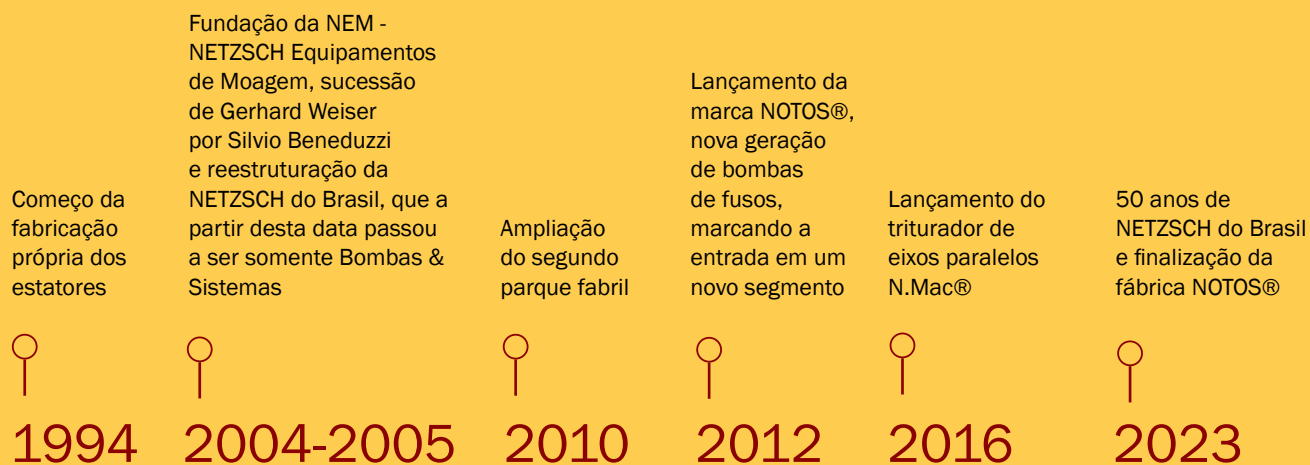 Começo da
fabricação
própria dos
estatores
1994
Fundação da NEM -
NETZSCH Equipamentos
de Moagem, sucessão
de Gerhard Weiser
por Silvio Beneduzzi
e reestruturação da
NETZSCH do Brasil, que a
partir desta data passou
a ser somente Bombas &
Sistemas
2004-2005
Ampliação
do segundo
parque fabril
2010
Lançamento da
marca NOTOS®,
nova geração
de bombas
de fusos,
marcando a
entrada em um
novo segmento
2012
Lançamento do
triturador de
eixos paralelos
N.Mac®
2016
50 anos de
NETZSCH do Brasil
e finalização da
fábrica NOTOS®
2023